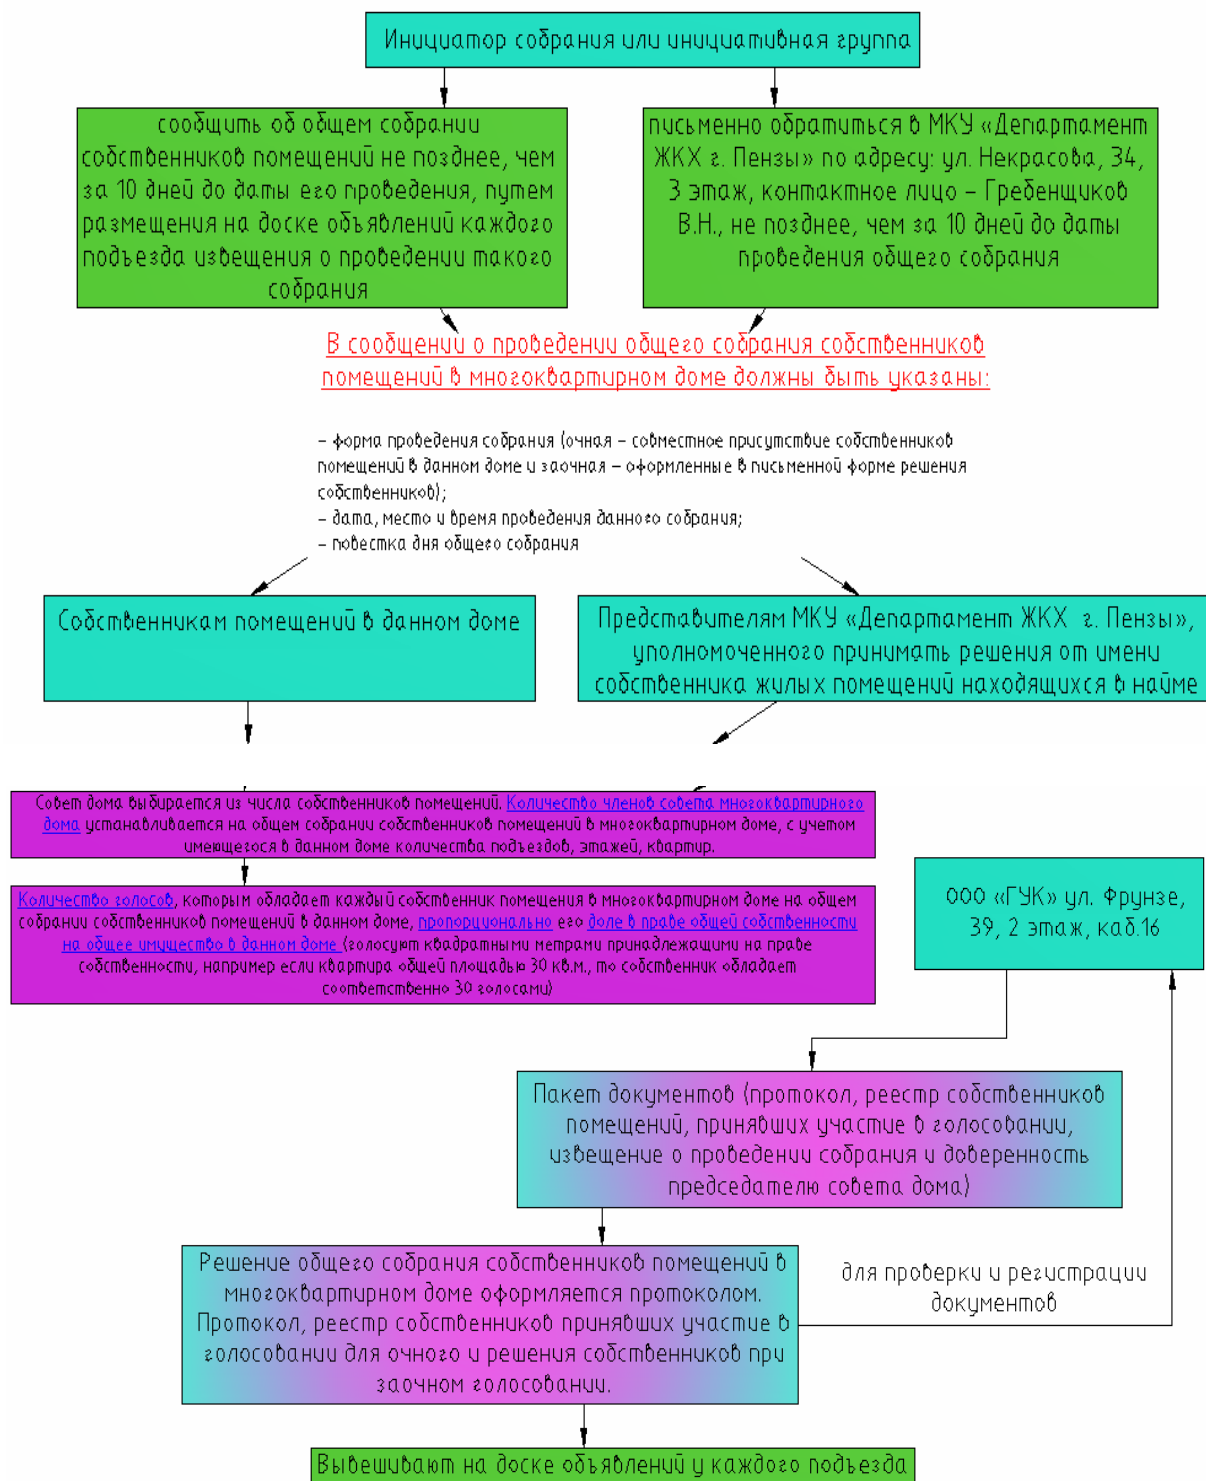 Инициатор собрания или инициативная группа
сообщить об общем собрании
собственников помещений не позднее, чем
за 10 дней до даты его проведения, путем
размещения на доске объявлений каждого
подъезда извещения о проведении такого
собрания
письменно обратиться в МКУ «Департамент
ЖКХ г. Пензы» по адресу: ул. Некрасова, 34,
3 этаж, контактное лицо – Гребенщиков
В.Н., не позднее, чем за 10 дней до даты
проведения общего собрания
В сообщений о проведении общего собрания собственников
помещений в многоквартирном доме должны быть указаны:
– форма проведения собрания (очная – совместное присутствие собственников
помещений в данном доме и заочная – оформленные в письменной форме решения
собственников);
– дата, место и время проведения данного собрания;
– повестка дня общего собрания
Собственникам помещений в данном доме
Представителям МКУ «Департамент ЖКХ г. Пензы»,
уполномоченного принимать решения от имени
собственника жилых помещений находящихся в найме
Совет дома выбирается из числа собственников помещений. Количество членов совета многоквартирного
дома устанавливается на общем собрании собственников помещений в многоквартирном доме, с учетом
имеющегося в данном доме количества подъездов, этажей, квартир.
Количество голосов, которым обладает каждый собственник помещения в многоквартирном доме на общем
собрании собственников помещений в данном доме, пропорционально его доле в праве общей собственности
на общее имущество в данном доме (голосуют квадратными метрами принадлежащими на праве
собственности, например если квартира общей площадью 30 кв.м., то собственник обладает
соответственно 30 голосами)
ООО «ГУК» ул. Фрунзе,
39, 2 этаж, каб.16
Пакет документов (протокол, реестр собственников
помещений, принявших участие в голосовании,
извещение о проведении собрания и доверенность
председателю совета дома)
Решение общего собрания собственников помещений в
многоквартирном доме оформляется протоколом.
Протокол, реестр собственников принявших участие в
голосовании для очного и решения собственников при
заочном голосовании.
для проверки и регистрации
документов
Вывешивают на доске объявлений у каждого подъезда